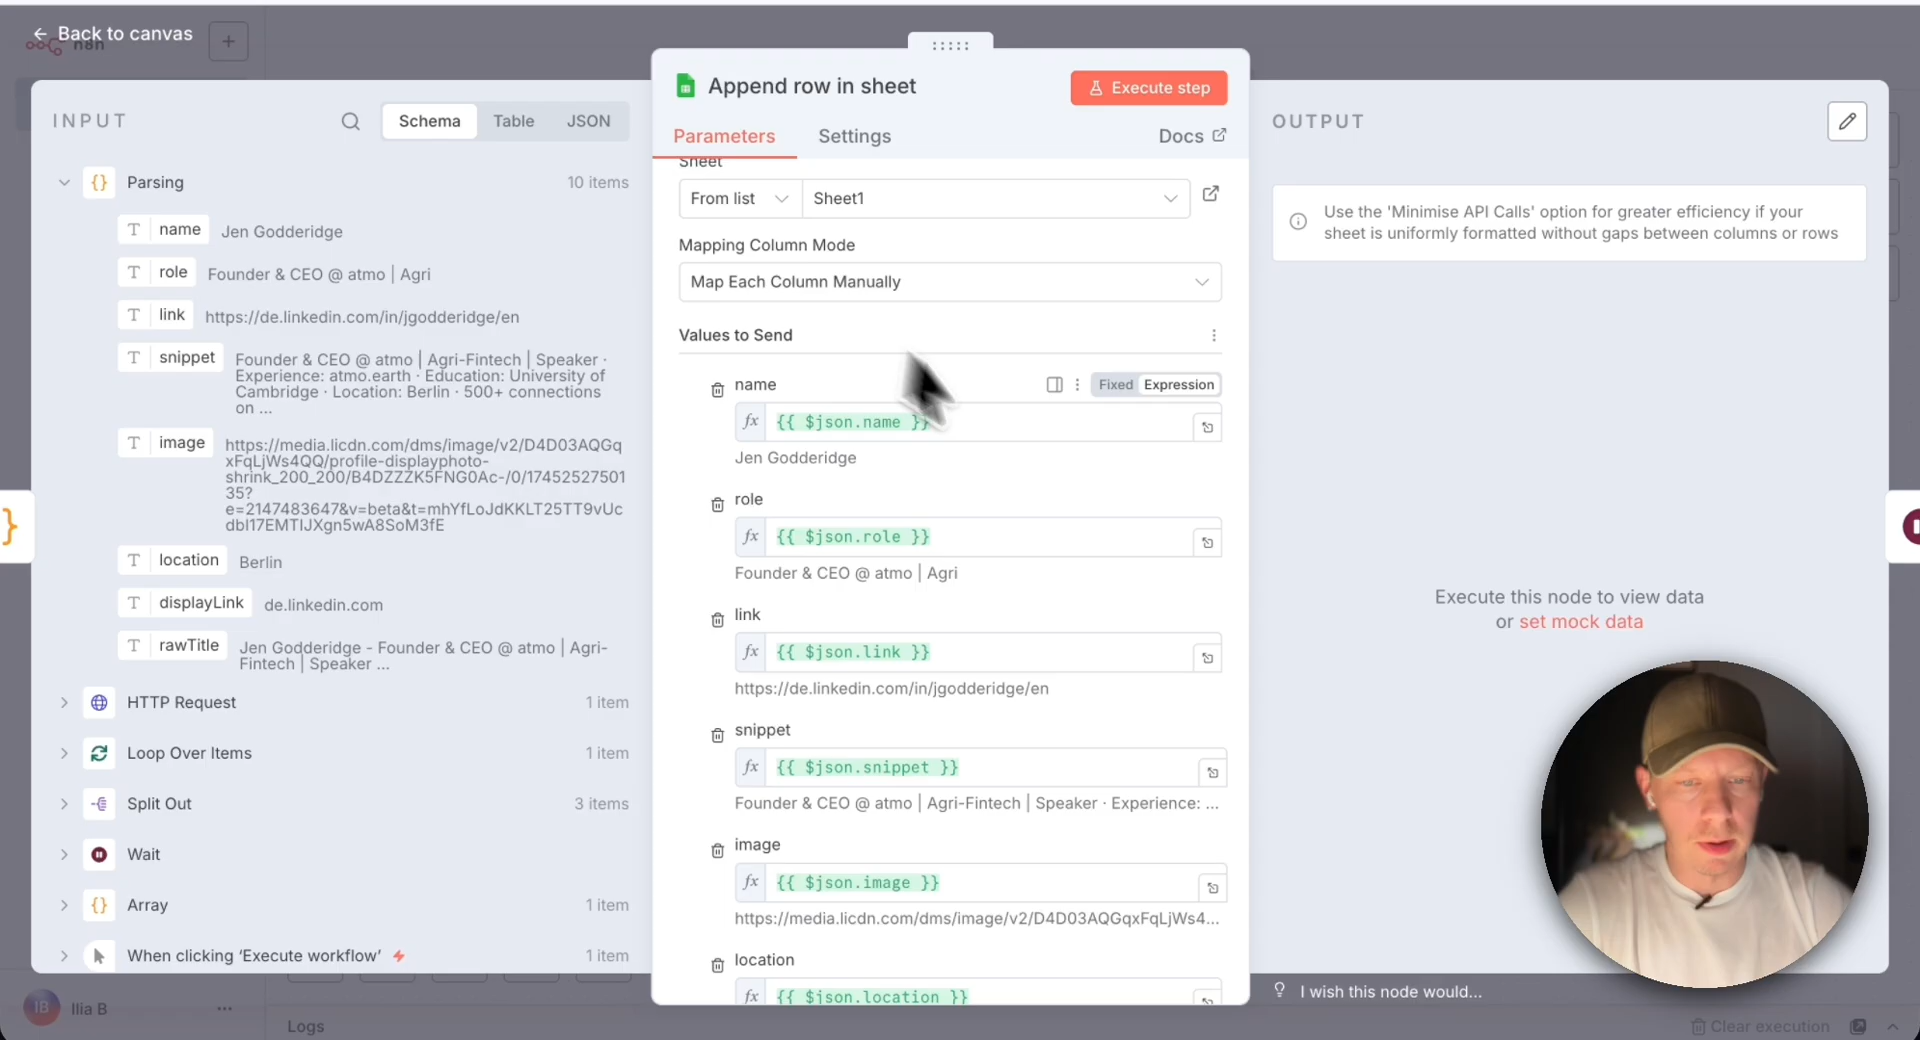 ← Back to canvas
n8n
+
INPUT
Schema
Table
JSON
Parsing
10 items
T name Jen Godderidge
T role Founder & CEO @ atmo | Agri
T link https://de.linkedin.com/in/jgodderidge/en
T snippet Founder & CEO @ atmo | Agri-Fintech | Speaker ·
Experience: atmo.earth · Education: University of
Cambridge · Location: Berlin · 500+ connections
on ...
T image https://media.licdn.com/dms/image/v2/D4D03AQGq
xFqLjWs4QQ/profile-displayphoto-
shrink_200_200/B4DZZZK5FNG0Ac-/0/17452527501
35?
e=2147483647&v=beta&t=mhYfLoJdKKLT25TT9vUc
dbI17EMTIJXgn5wA8SoM3fE
T location Berlin
T displayLink de.linkedin.com
T rawTitle Jen Godderidge - Founder & CEO @ atmo | Agri-
Fintech | Speaker ...
HTTP Request
1 item
Loop Over Items
1 item
Split Out
3 items
Wait
1 item
Array
1 item
When clicking ‘Execute workflow’
1 item
IB Ilia B ...
Append row in sheet
Execute step
Parameters
Settings
Docs
Sheet
From list
Sheet1
Mapping Column Mode
Map Each Column Manually
Values to Send
name
Fixed Expression
fx {{ $json.name }}
Jen Godderidge
role
fx {{ $json.role }}
Founder & CEO @ atmo | Agri
link
fx {{ $json.link }}
https://de.linkedin.com/in/jgodderidge/en
snippet
fx {{ $json.snippet }}
Founder & CEO @ atmo | Agri-Fintech | Speaker · Experience: ...
image
fx {{ $json.image }}
https://media.licdn.com/dms/image/v2/D4D03AQGqxFqLjWs4...
location
fx {{ $json.location }}
OUTPUT
Use the 'Minimise API Calls' option for greater efficiency if your
sheet is uniformly formatted without gaps between columns or rows
Execute this node to view data
or set mock data
I wish this node would...
Logs
Clear execution